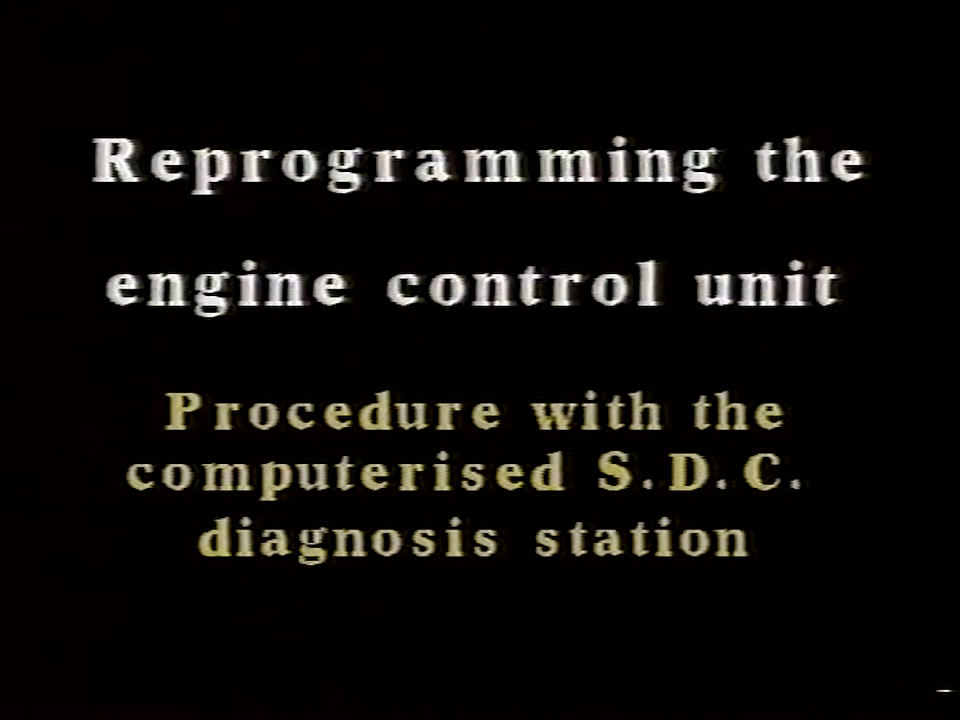 Reprogramming the
engine control unit
Procedure with the
computerised S.D.C.
diagnosis station